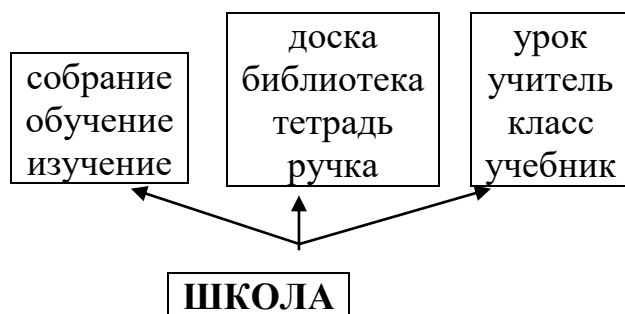 собрание
обучение
изучение
доска
библиотека
тетрадь
ручка
урок
учитель
класс
учебник
ШКОЛА